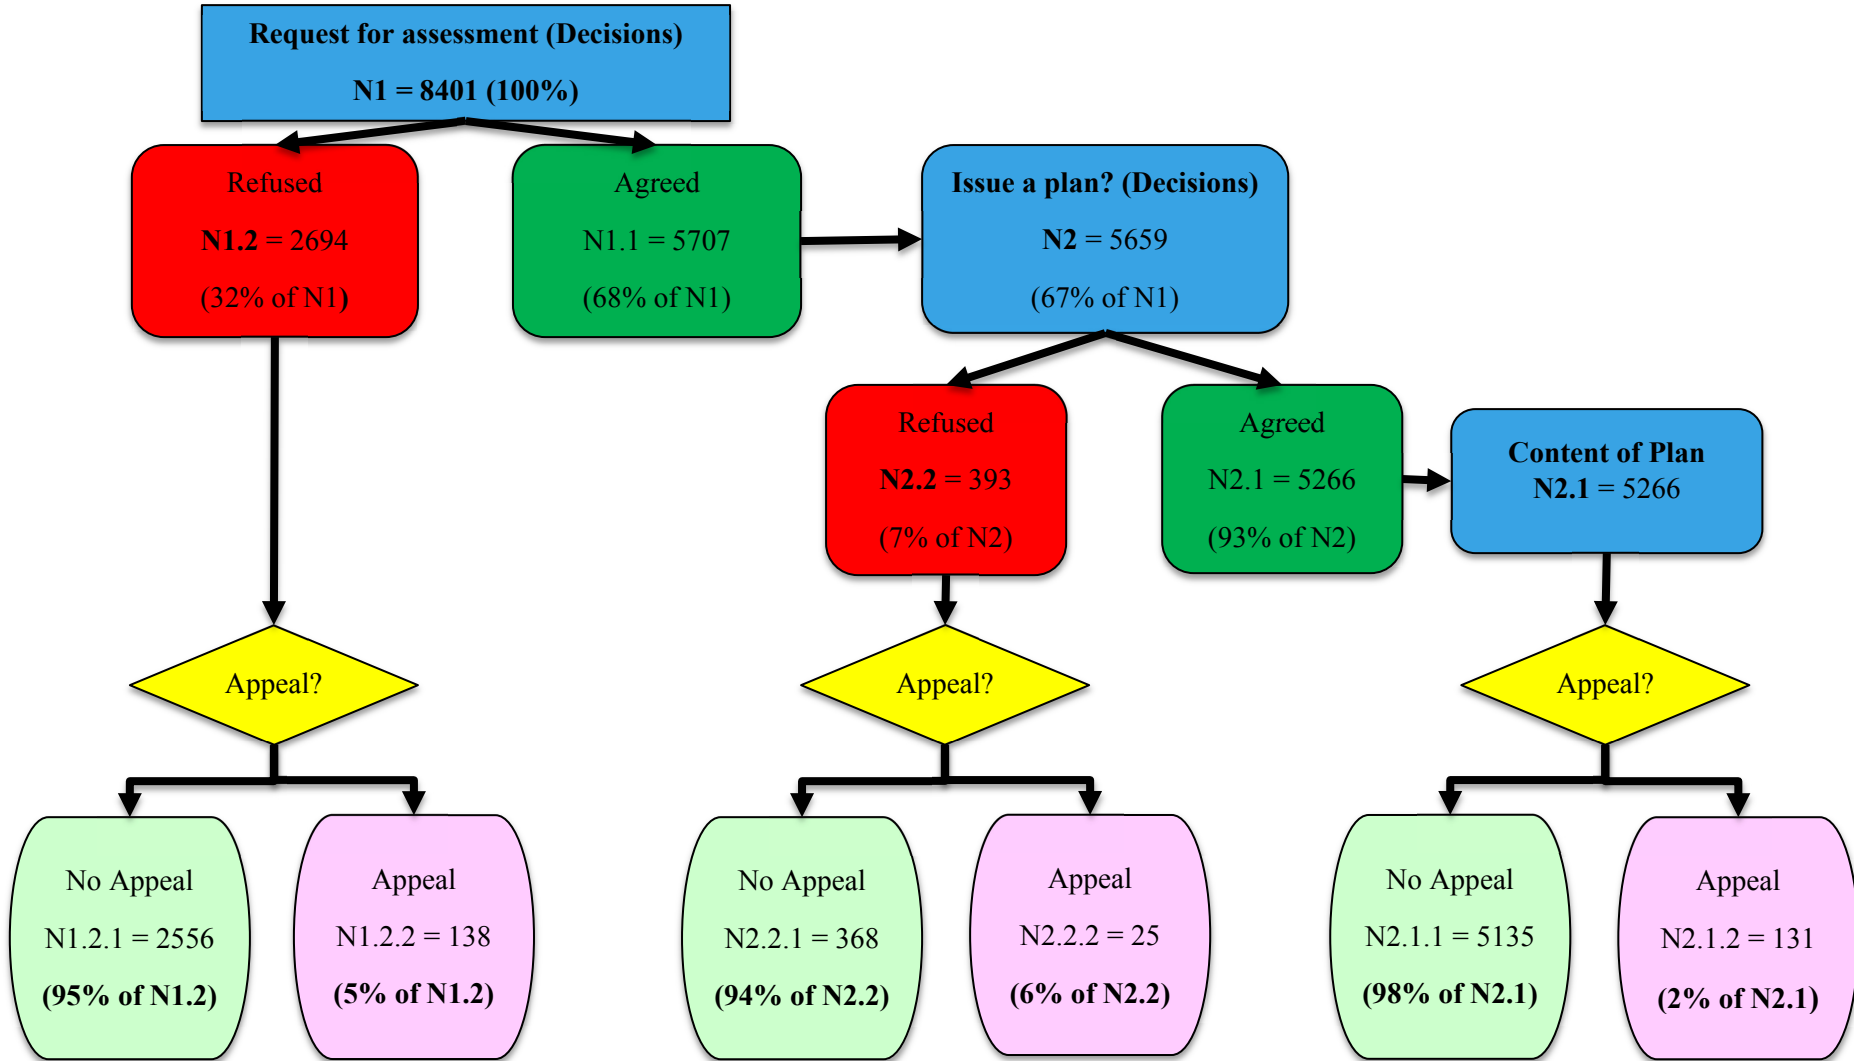 Request for assessment (Decisions)
N1 = 8401 (100%)
Refused
N1.2 = 2694
(32% of N1)
Agreed
N1.1 = 5707
(68% of N1)
Issue a plan? (Decisions)
N2 = 5659
(67% of N1)
Refused
N2.2 = 393
(7% of N2)
Agreed
N2.1 = 5266
(93% of N2)
Content of Plan
N2.1 = 5266
Appeal?
Appeal?
Appeal?
No Appeal
N1.2.1 = 2556
(95% of N1.2)
Appeal
N1.2.2 = 138
(5% of N1.2)
No Appeal
N2.2.1 = 368
(94% of N2.2)
Appeal
N2.2.2 = 25
(6% of N2.2)
No Appeal
N2.1.1 = 5135
(98% of N2.1)
Appeal
N2.1.2 = 131
(2% of N2.1)